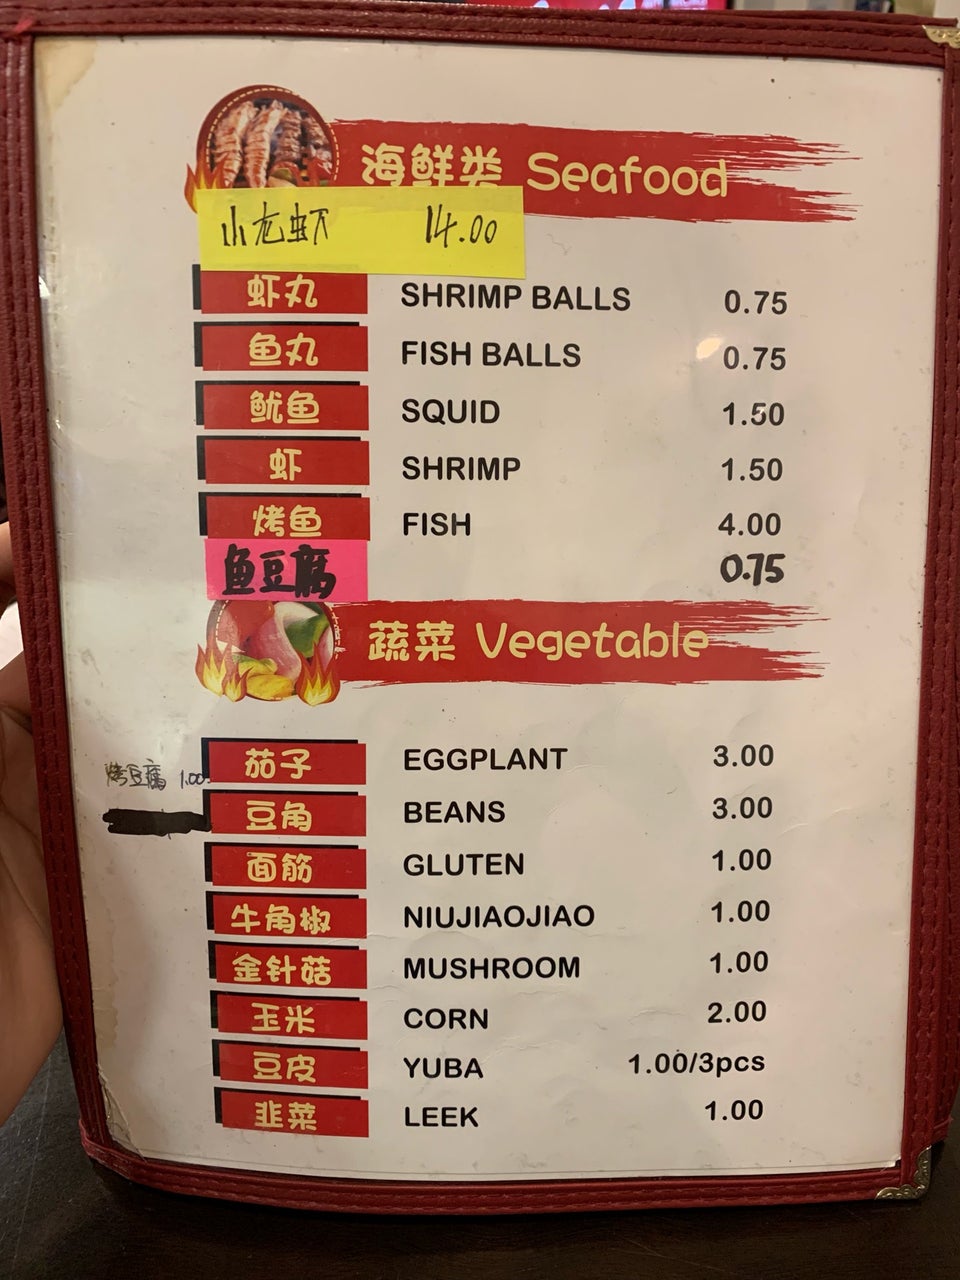 海鲜类 Seafood
小龙虾 14.00
虾丸 SHRIMP BALLS 0.75
鱼丸 FISH BALLS 0.75
鱿鱼 SQUID 1.50
虾 SHRIMP 1.50
烤鱼 FISH 4.00
鱼豆腐 0.75
蔬菜 Vegetable
茄子 EGGPLANT 3.00
烤豆腐 1.00
豆角 BEANS 3.00
面筋 GLUTEN 1.00
牛角椒 NIUJIAOJIAO 1.00
金针菇 MUSHROOM 1.00
玉米 CORN 2.00
豆皮 YUBA 1.00/3pcs
韭菜 LEEK 1.00